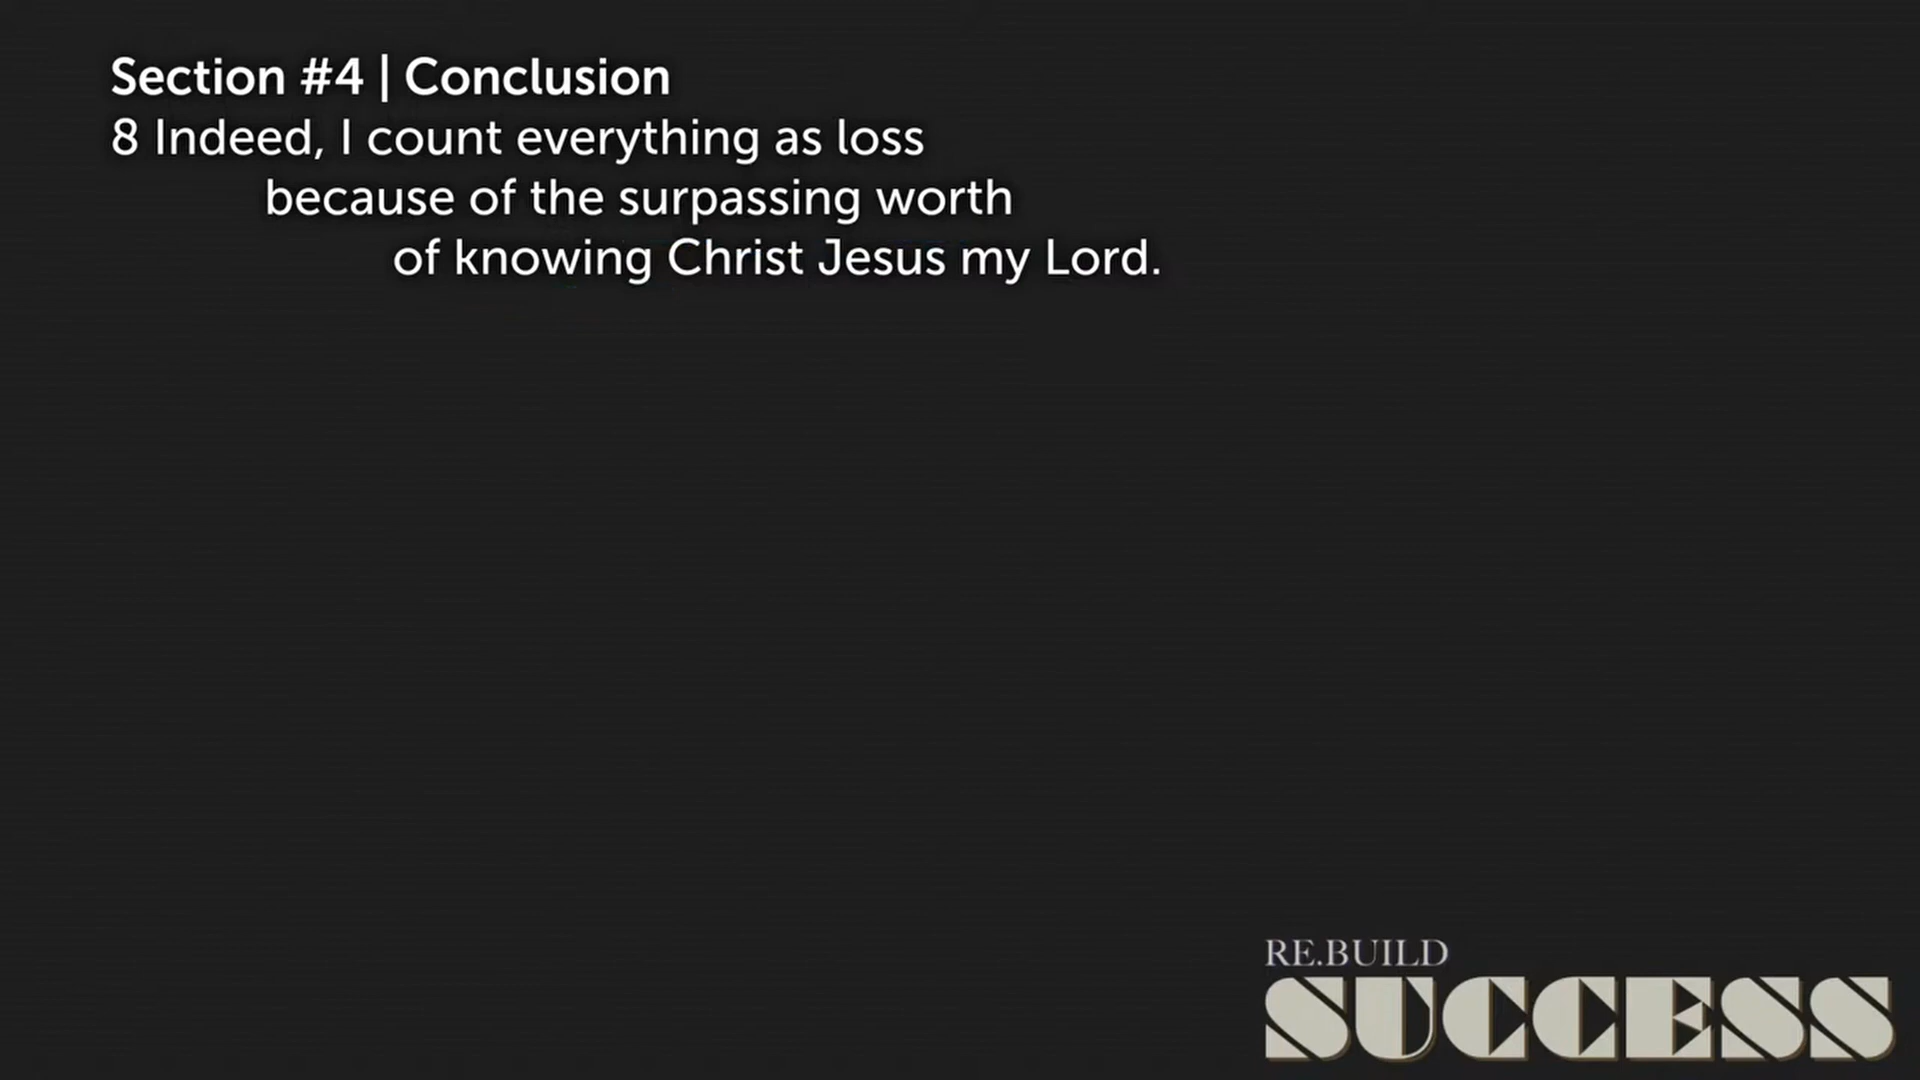 Section #4 | Conclusion
8 Indeed, I count everything as loss
because of the surpassing worth
of knowing Christ Jesus my Lord.
RE.BUILD
SUCCESS